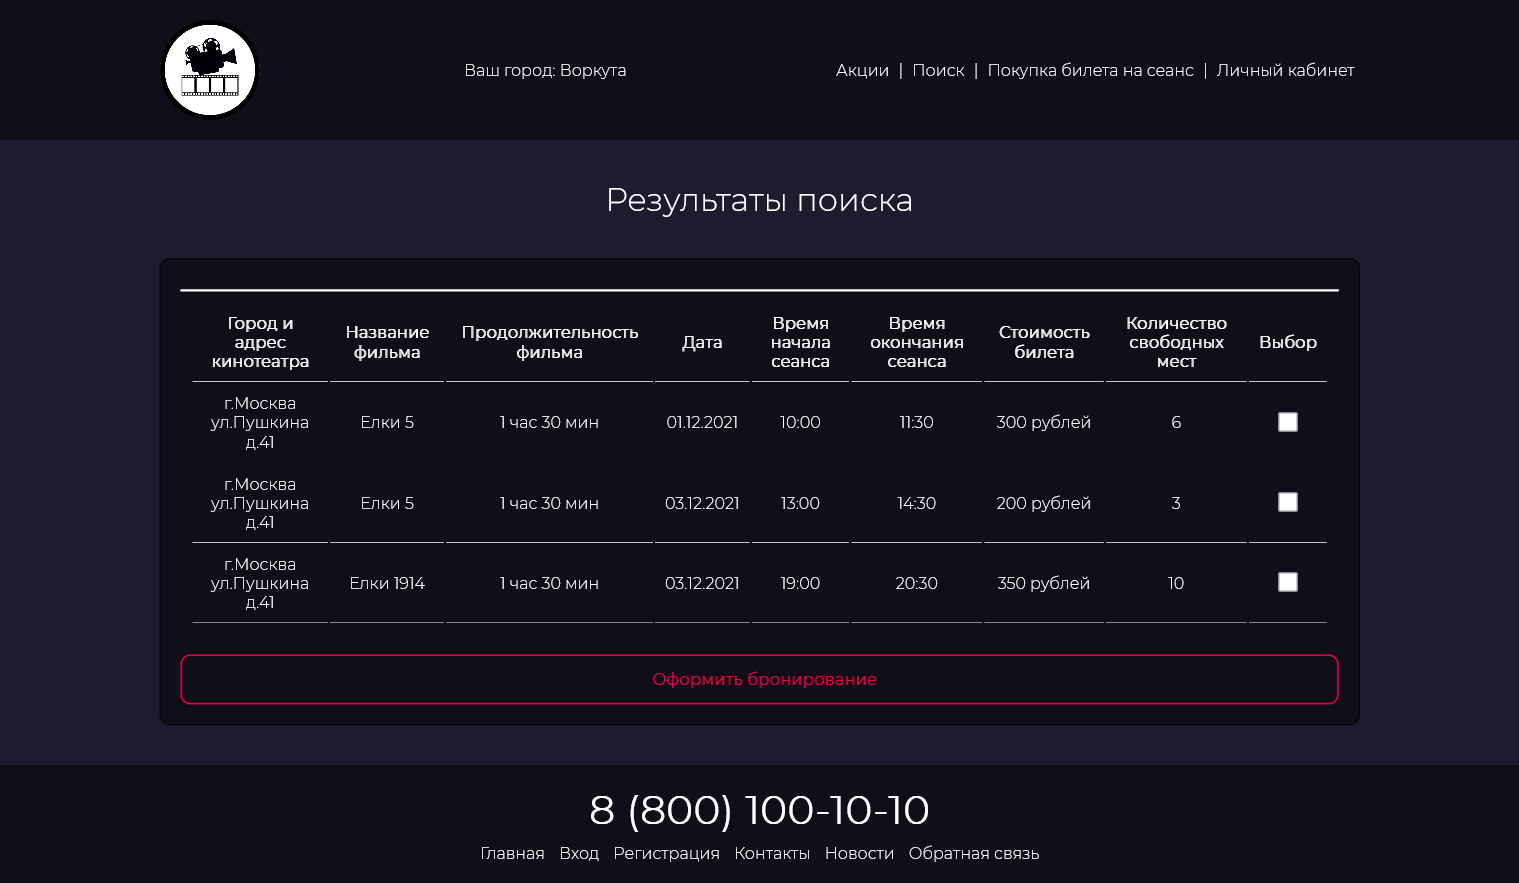 Ваш город: Воркута
Акции | Поиск | Покупка билета на сеанс | Личный кабинет
Результаты поиска
Город и адрес кинотеатра
Название фильма
Продолжительность фильма
Дата
Время начала сеанса
Время окончания сеанса
Стоимость билета
Количество свободных мест
Выбор
г.Москва ул.Пушкина д.41
Елки 5
1 час 30 мин
01.12.2021
10:00
11:30
300 рублей
6
г.Москва ул.Пушкина д.41
Елки 5
1 час 30 мин
03.12.2021
13:00
14:30
200 рублей
3
г.Москва ул.Пушкина д.41
Елки 1914
1 час 30 мин
03.12.2021
19:00
20:30
350 рублей
10
Оформить бронирование
8 (800) 100-10-10
Главная Вход Регистрация Контакты Новости Обратная связь